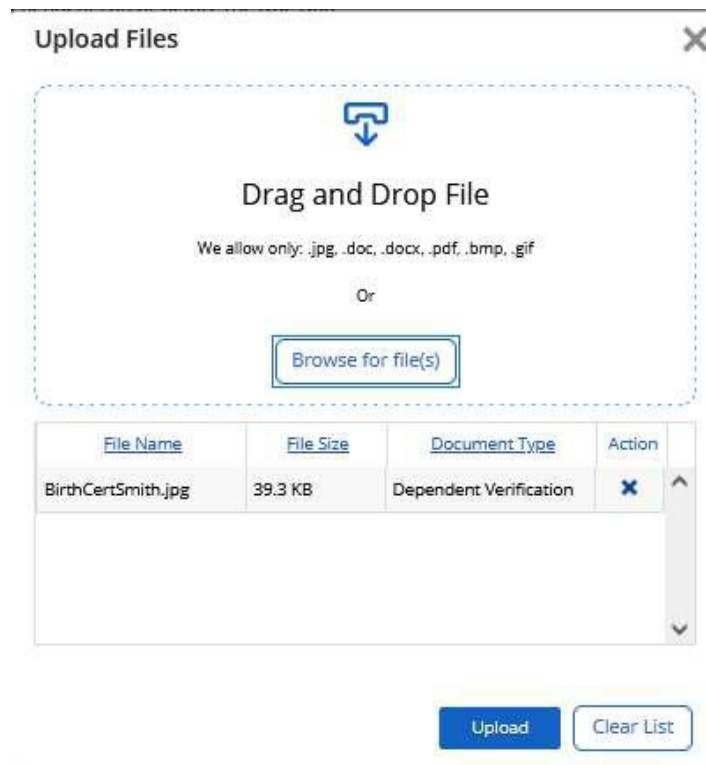 Upload Files
Drag and Drop File
We allow only: .jpg, .doc, .docx, .pdf, .bmp, .gif
Or
Browse for file(s)
File Name File Size Document Type Action
BirthCertSmith.jpg 39.3 KB Dependent Verification
Upload Clear List